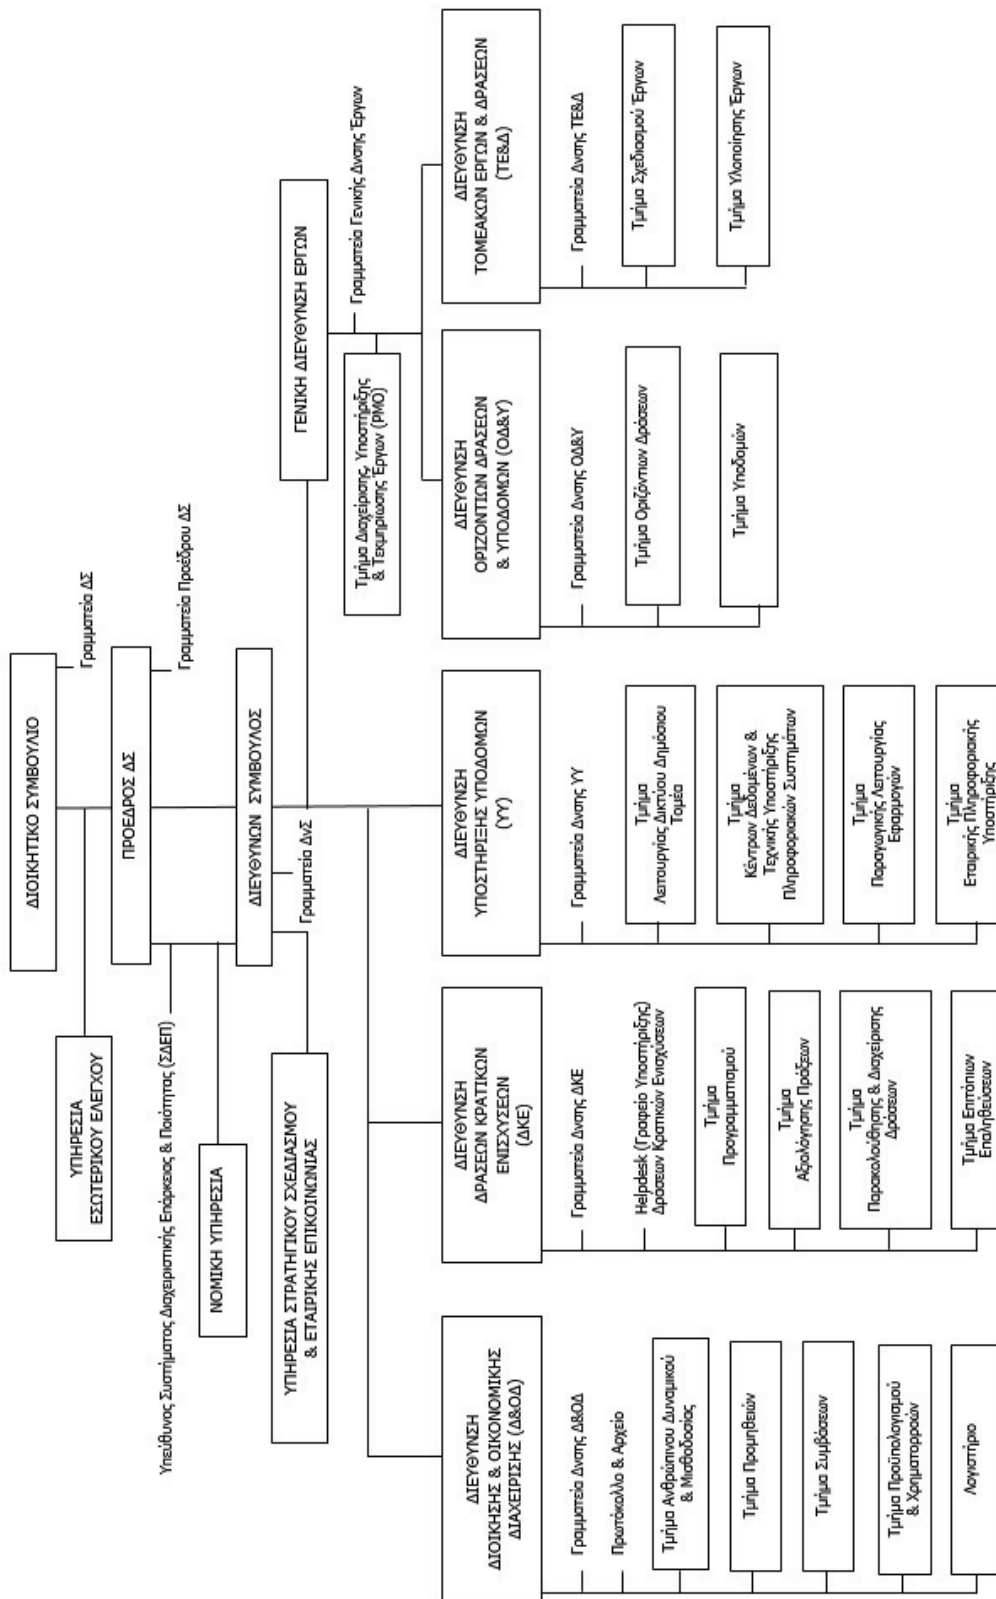 ΔΙΟΙΚΗΤΙΚΟ ΣΥΜΒΟΥΛΙΟ
Γραμματεία ΔΣ
ΥΠΗΡΕΣΙΑ
ΕΣΩΤΕΡΙΚΟΥ ΕΛΕΓΧΟΥ
ΠΡΟΕΔΡΟΣ ΔΣ
Γραμματεία Προέδρου ΔΣ
Υπεύθυνος Συστήματος Διαχειριστικής Επάρκειας & Ποιότητας (ΣΔΕΠ)
ΝΟΜΙΚΗ ΥΠΗΡΕΣΙΑ
ΔΙΕΥΘΥΝΩΝ ΣΥΜΒΟΥΛΟΣ
Γραμματεία ΔνΣ
ΥΠΗΡΕΣΙΑ ΣΤΡΑΤΗΓΙΚΟΥ ΣΧΕΔΙΑΣΜΟΥ
& ΕΤΑΙΡΙΚΗΣ ΕΠΙΚΟΙΝΩΝΙΑΣ
ΓΕΝΙΚΗ ΔΙΕΥΘΥΝΣΗ ΕΡΓΩΝ
Γραμματεία Γενικής Δνσης Έργων
Τμήμα Διαχείρισης, Υποστήριξης
& Τεκμηρίωσης Έργων (PMO)
ΔΙΕΥΘΥΝΣΗ
ΔΙΟΙΚΗΣΗΣ & ΟΙΚΟΝΟΜΙΚΗΣ
ΔΙΑΧΕΙΡΙΣΗΣ (Δ&ΟΔ)
Γραμματεία Δνσης Δ&ΟΔ
Πρωτόκολλο & Αρχείο
Τμήμα Ανθρώπινου Δυναμικού
& Μισθοδοσίας
Τμήμα Προμηθειών
Τμήμα Συμβάσεων
Τμήμα Προϋπολογισμού
& Χρηματορροών
Λογιστήριο
ΔΙΕΥΘΥΝΣΗ
ΔΡΑΣΕΩΝ ΚΡΑΤΙΚΩΝ
ΕΝΙΣΧΥΣΕΩΝ
(ΔΚΕ)
Γραμματεία Δνσης ΔΚΕ
Helpdesk (Γραφείο Υποστήριξης)
Δράσεων Κρατικών Ενισχύσεων
Τμήμα
Προγραμματισμού
Τμήμα
Αξιολόγησης Πράξεων
Τμήμα
Παρακολούθησης & Διαχείρισης
Δράσεων
Τμήμα Επιτόπιων
Επαληθεύσεων
ΔΙΕΥΘΥΝΣΗ
ΥΠΟΣΤΗΡΙΞΗΣ ΥΠΟΔΟΜΩΝ
(ΥΥ)
Γραμματεία Δνσης ΥΥ
Τμήμα
Λειτουργίας Δικτύου Δημόσιου
Τομέα
Τμήμα
Κέντρων Δεδομένων &
Τεχνικής Υποστήριξης
Πληροφοριακών Συστημάτων
Τμήμα
Παραγωγικής Λειτουργίας
Εφαρμογών
Τμήμα
Εταιρικής Πληροφοριακής
Υποστήριξης
ΔΙΕΥΘΥΝΣΗ
ΟΡΙΖΟΝΤΙΩΝ ΔΡΑΣΕΩΝ
& ΥΠΟΔΟΜΩΝ (ΟΔ&Υ)
Γραμματεία Δνσης ΟΔ&Υ
Τμήμα Οριζόντιων Δράσεων
Τμήμα Υποδομών
ΔΙΕΥΘΥΝΣΗ
ΤΟΜΕΑΚΩΝ ΕΡΓΩΝ & ΔΡΑΣΕΩΝ
(ΤΕ&Δ)
Γραμματεία Δνσης ΤΕ&Δ
Τμήμα Σχεδιασμού Έργων
Τμήμα Υλοποίησης Έργων